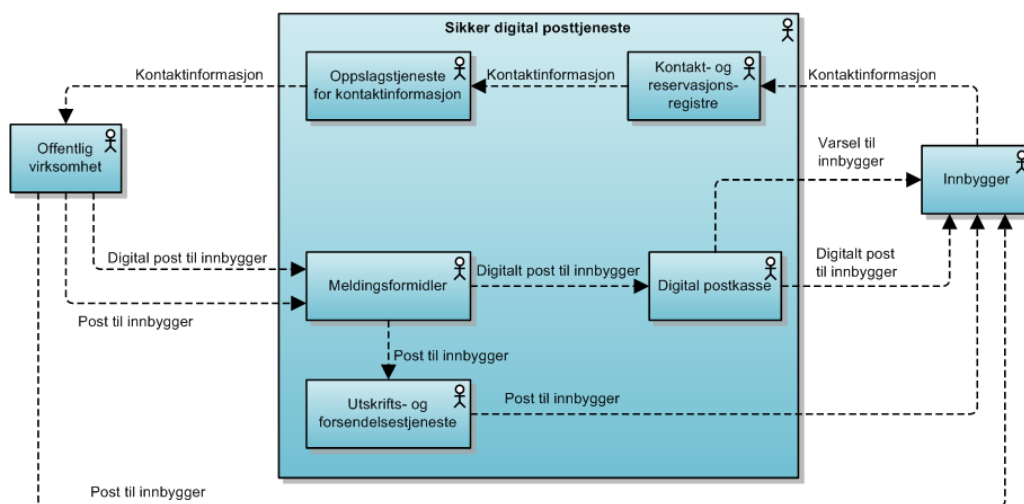 Sikker digital posttjeneste
Kontaktinformasjon
Oppslagstjeneste
for kontaktinformasjon
Kontaktinformasjon
Kontakt- og
reservasjons-
registre
Kontaktinformasjon
Offentlig
virksomhet
Varsel til
innbygger
Innbygger
Digital post til innbygger
Meldingsformidler
Digitalt post til innbygger
Digital postkasse
Digitalt post
til innbygger
Post til innbygger
Post til innbygger
Utskrifts- og
forsendelsestjeneste
Post til innbygger
Post til innbygger